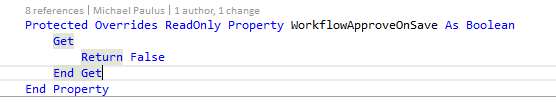 8 references | Michael Paulus | 1 author, 1 change
Protected Overrides ReadOnly Property WorkflowApproveOnSave As Boolean
Get
Return False
End Get
End Property